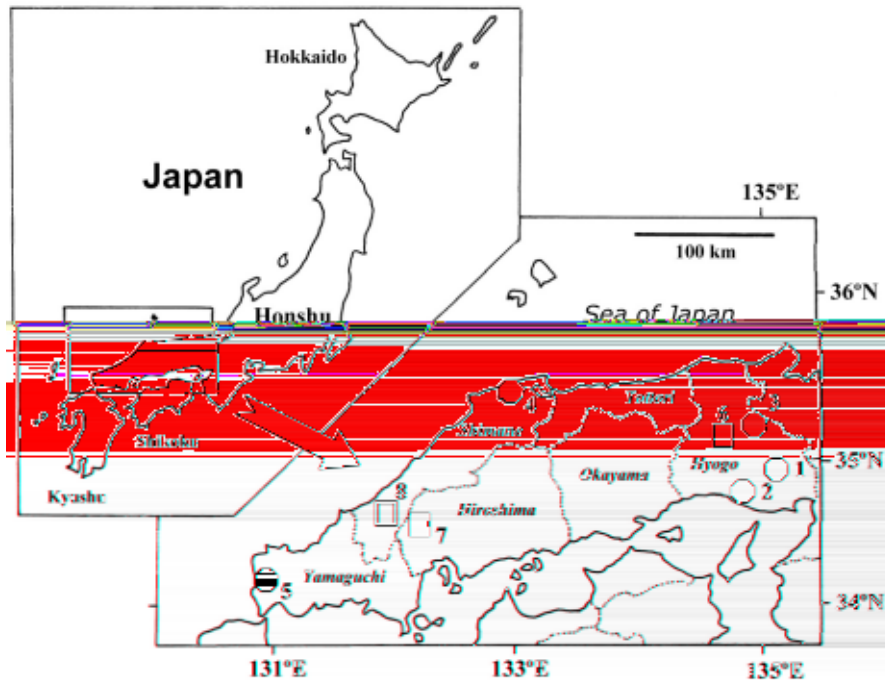 Hokkaido
Japan
135°E
100 km
36°N
Honshu
Sea of Japan
Tottori
3
4
6
Shimane
Shikoku
35°N
Okayama
Hyogo
1
2
Kyashu
8
Hiroshima
7
Yamaguchi
5
34°N
131°E
133°E
135°E